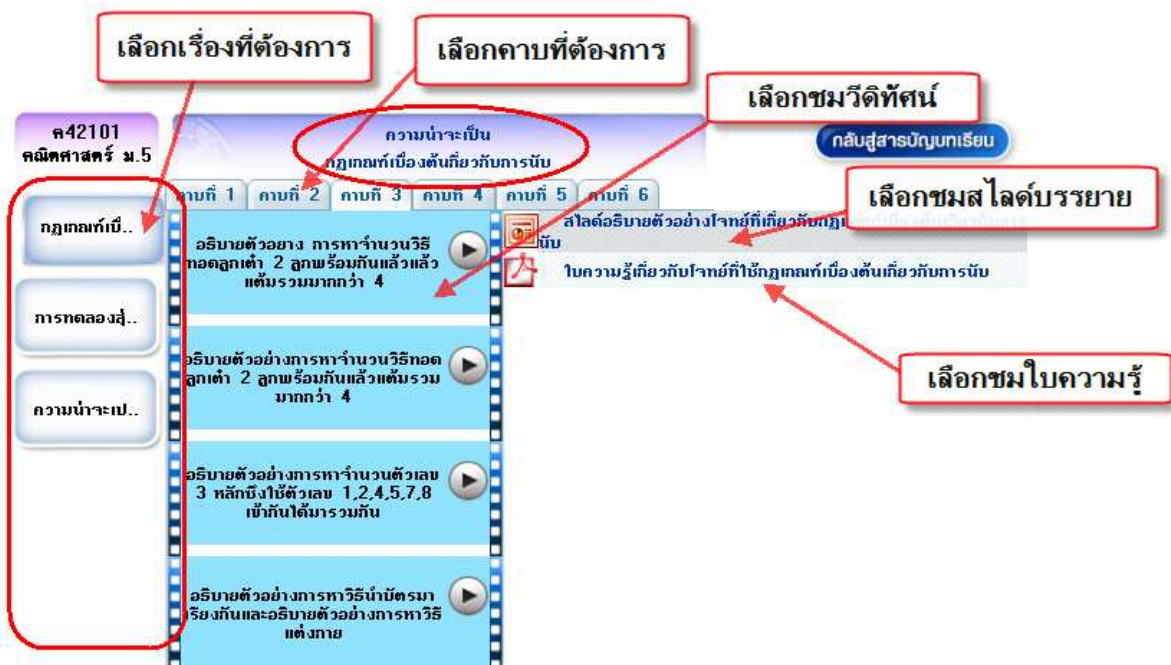 เลือกเรื่องที่ต้องการ
เลือกคาบที่ต้องการ
เลือกชมวีดิทัศน์
ค42101
คณิตศาสตร์ ม.5
ความน่าจะเป็น
กฎเกณฑ์เบื่องต้นกี่ยวกับการนับ
กลับสู่สารบัญบทเรียน
คาบที่ 1
คาบที่ 2
คาบที่ 3
คาบที่ 4
คาบที่ 5
คาบที่ 6
เลือกชมสไลด์บรรยาย
กฎเกณฑ์เบื่..
การทดลองสุ่..
ความน่าจะเป..
อธิบายตัวอยาง การหาจำนวนวิธี
ทอดลูกเต๋า 2 ลูกพร้อมกันแล้วแล้ว
แต้มรวมมากกว่า 4
สไลด์อธิบายตัวอย่างโจทย์ที่เกี่ยวกับกฎ
นับ
ใบความรู้เกี่ยวกับโจทย์ที่ใช้กฎเกณฑ์เบื่องต้นเกี่ยวกับการนับ
เลือกชมใบความรู้
อธิบายตัวอย่างการหาจำนวนวิธีทอด
ลูกเต๋า 2 ลูกพร้อมกันแล้วแต้มรวม
มากกว่า 4
อธิบายตัวอย่างการหาจำนวนตัวเลข
3 หลักซึ่งใช้ตัวเลข 1,2,4,5,7,8
เข้ากันได้มารวมกัน
อธิบายตัวอย่างการหาวิธีนำบัตรมา
เรียงกันและอธิบายตัวอย่างการหาวิธี
แต่งกาย